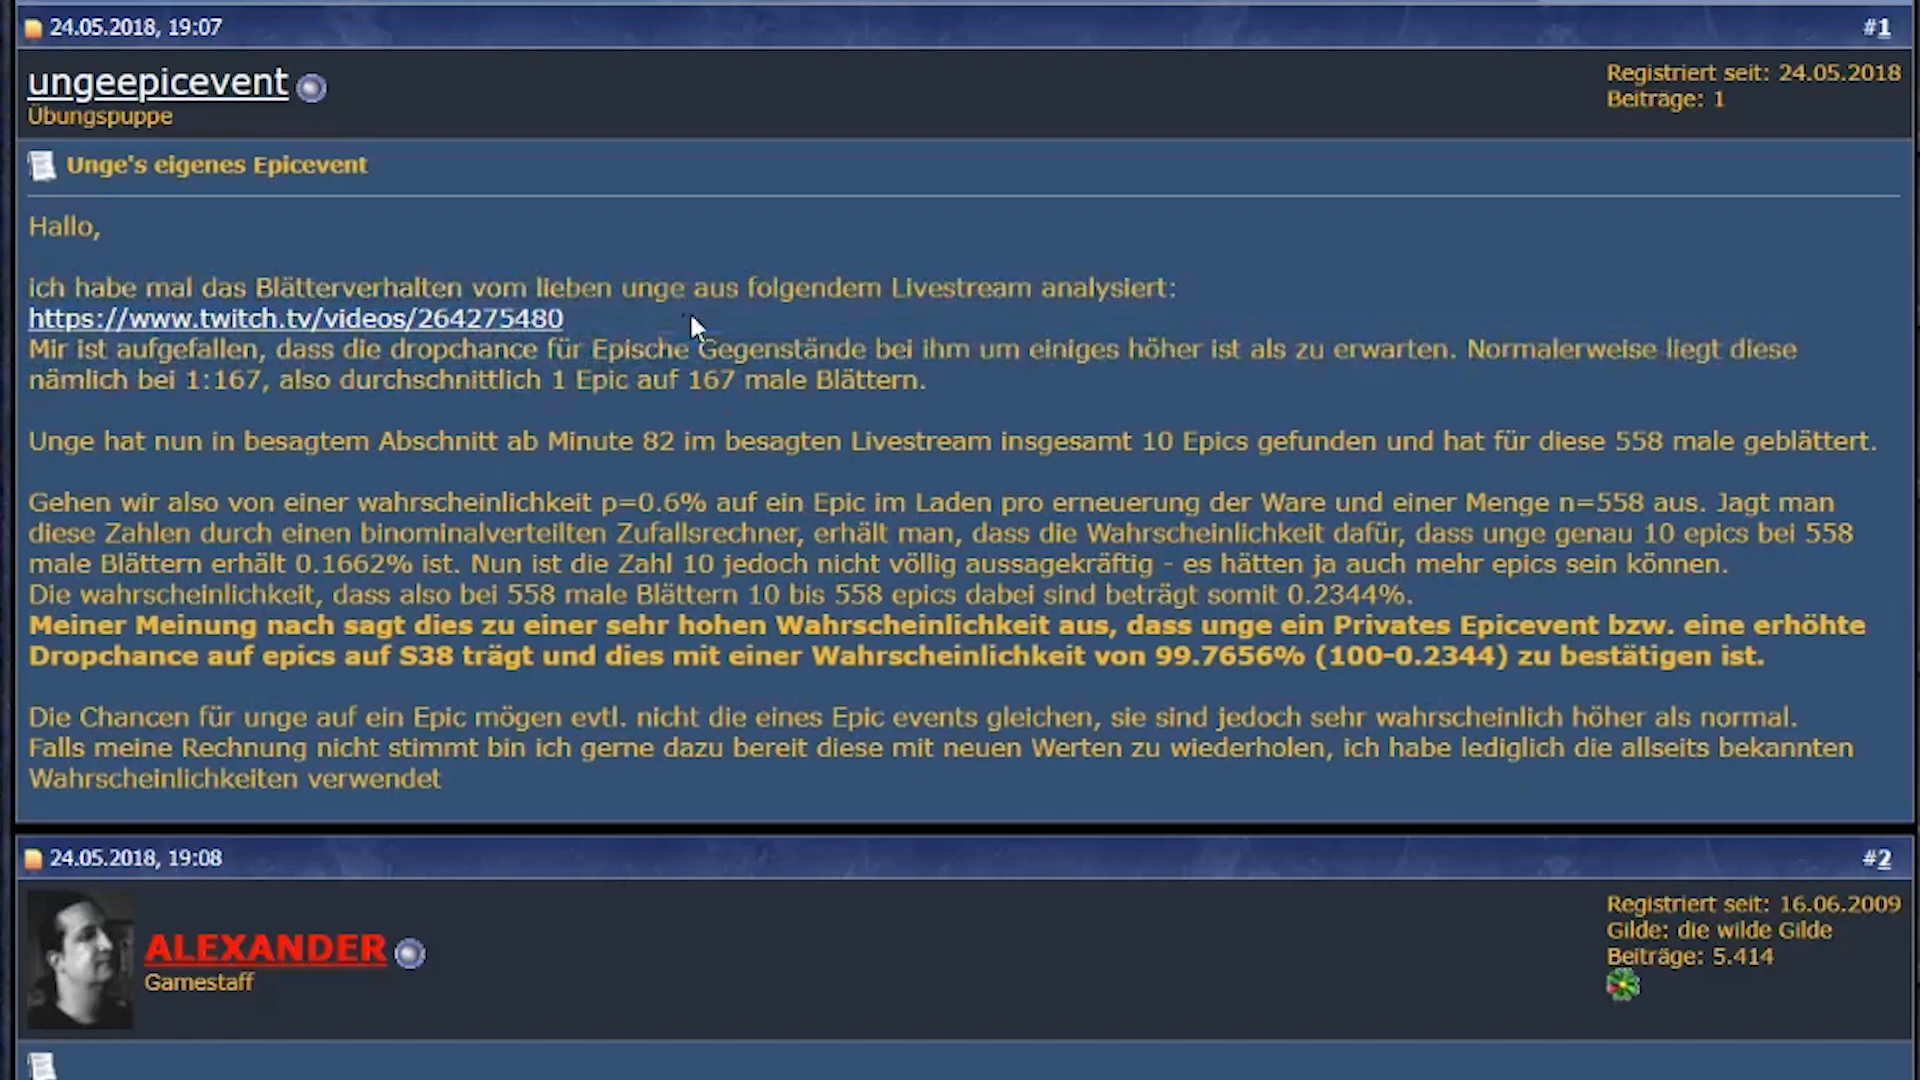 24.05.2018, 19:07 #1
ungeepicevent
Registriert seit: 24.05.2018
Übungspuppe
Beiträge: 1
Unge's eigenes Epicevent
Hallo,
ich habe mal das Blätterverhalten vom lieben unge aus folgendem Livestream analysiert:
https://www.twitch.tv/videos/264275480
Mir ist aufgefallen, dass die dropchance für Epische Gegenstände bei ihm um einiges höher ist als zu erwarten. Normalerweise liegt diese
nämlich bei 1:167, also durchschnittlich 1 Epic auf 167 male Blättern.
Unge hat nun in besagtem Abschnitt ab Minute 82 im besagten Livestream insgesamt 10 Epics gefunden und hat für diese 558 male geblättert.
Gehen wir also von einer wahrscheinlichkeit p=0.6% auf ein Epic im Laden pro erneuerung der Ware und einer Menge n=558 aus. Jagt man
diese Zahlen durch einen binominalverteilten Zufallsrechner, erhält man, dass die Wahrscheinlichkeit dafür, dass unge genau 10 epics bei 558
male Blättern erhält 0.1662% ist. Nun ist die Zahl 10 jedoch nicht völlig aussagekräftig - es hätten ja auch mehr epics sein können.
Die wahrscheinlichkeit, dass also bei 558 male Blättern 10 bis 558 epics dabei sind beträgt somit 0.2344%.
Meiner Meinung nach sagt dies zu einer sehr hohen Wahrscheinlichkeit aus, dass unge ein Privates Epicevent bzw. eine erhöhte
Dropchance auf epics auf S38 trägt und dies mit einer Wahrscheinlichkeit von 99.7656% (100-0.2344) zu bestätigen ist.
Die Chancen für unge auf ein Epic mögen evtl. nicht die eines Epic events gleichen, sie sind jedoch sehr wahrscheinlich höher als normal.
Falls meine Rechnung nicht stimmt bin ich gerne dazu bereit diese mit neuen Werten zu wiederholen, ich habe lediglich die allseits bekannten
Wahrscheinlichkeiten verwendet
24.05.2018, 19:08 #2
ALEXANDER
Gamestaff
Registriert seit: 16.06.2009
Gilde: die wilde Gilde
Beiträge: 5.414